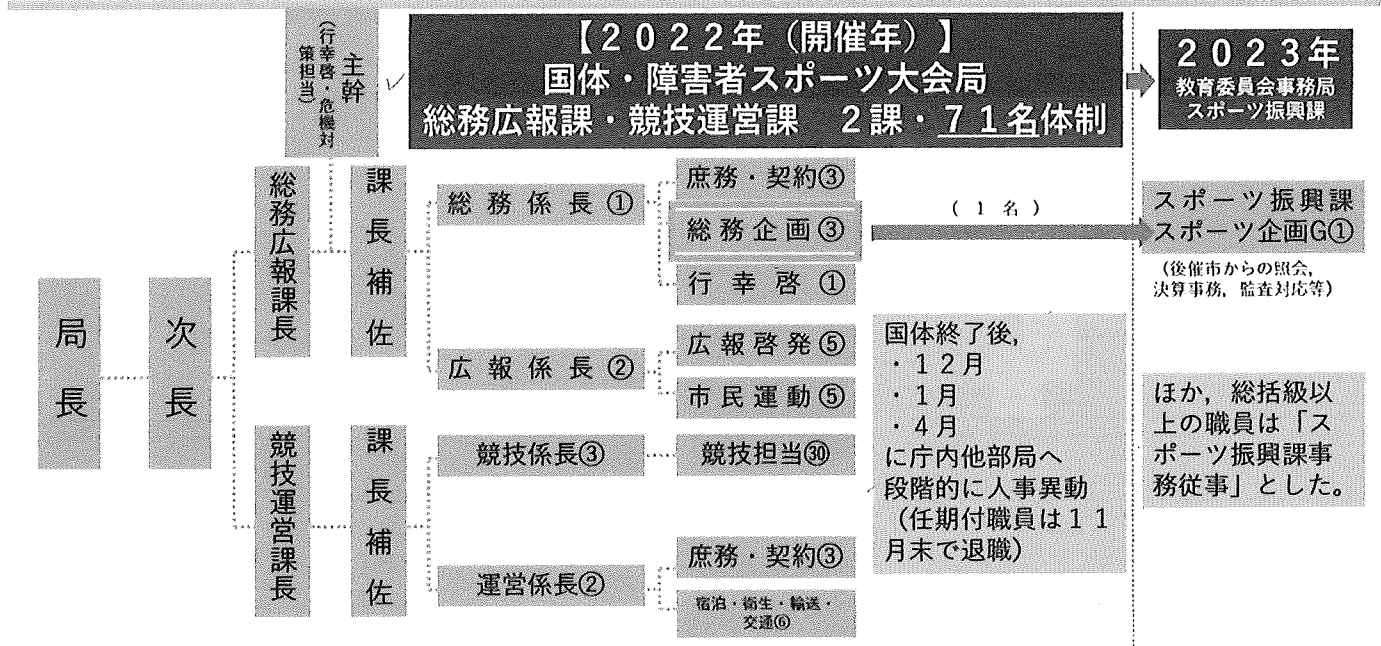 主幹
（行幸啓・危機対
策担当）
【２０２２年（開催年）】
国体・障害者スポーツ大会局
総務広報課・競技運営課　２課・７１名体制
２０２３年
教育委員会事務局
スポーツ振興課
局長
次長
総務広報課長
課長補佐
総務係長①
庶務・契約③
総務企画③
行幸啓①
広報係長②
広報啓発⑤
市民運動⑤
競技運営課長
課長補佐
競技係長③
競技担当㉚
運営係長②
庶務・契約③
宿泊・衛生・輸送・
交通⑥
（１名）
国体終了後，
・１２月
・１月
・４月
に庁内他部局へ
段階的に人事異動
（任期付職員は１１
月末で退職）
スポーツ振興課
スポーツ企画G①
（後催市からの照会，
決算事務，監査対応等）
ほか，総括級以
上の職員は「ス
ポーツ振興課事
務従事」とした。